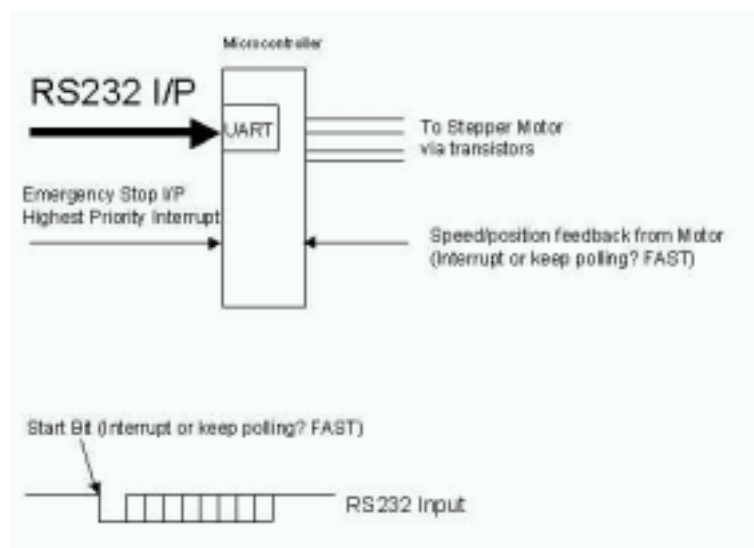 Microcontroller
RS232 I/P
UART
To Stepper Motor
via transistors
Emergency Stop I/P
Highest Priority Interrupt
Speed/position feedback from Motor
(Interrupt or keep polling? FAST)
Start Bit (Interrupt or keep polling? FAST)
RS232 Input